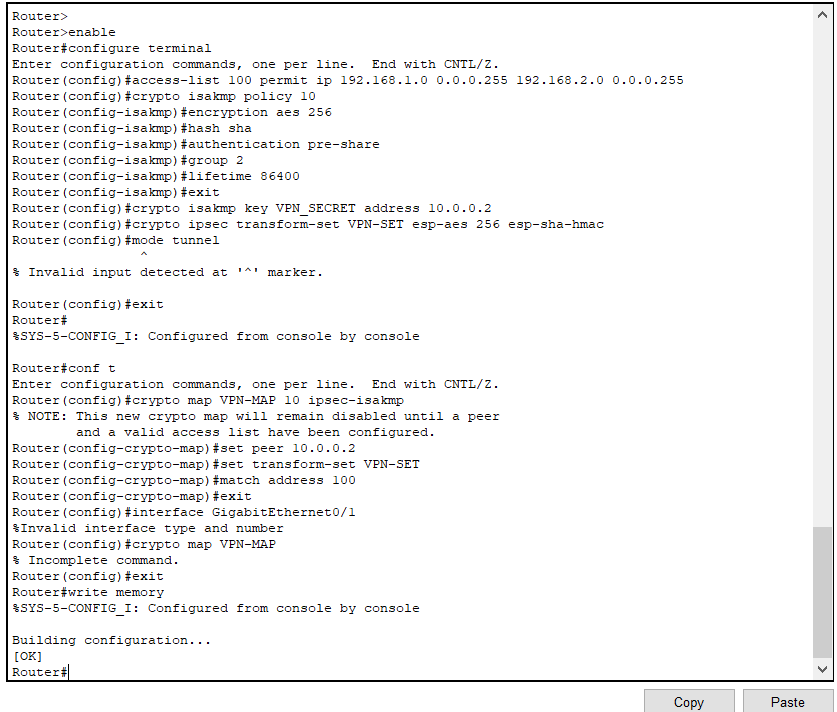 Router>
Router>enable
Router#configure terminal
Enter configuration commands, one per line.  End with CNTL/Z.
Router(config)#access-list 100 permit ip 192.168.1.0 0.0.0.255 192.168.2.0 0.0.0.255
Router(config)#crypto isakmp policy 10
Router(config-isakmp)#encryption aes 256
Router(config-isakmp)#hash sha
Router(config-isakmp)#authentication pre-share
Router(config-isakmp)#group 2
Router(config-isakmp)#lifetime 86400
Router(config-isakmp)#exit
Router(config)#crypto isakmp key VPN_SECRET address 10.0.0.2
Router(config)#crypto ipsec transform-set VPN-SET esp-aes 256 esp-sha-hmac
Router(config)#mode tunnel
                ^
% Invalid input detected at '^' marker.
Router(config)#exit
Router#
%SYS-5-CONFIG_I: Configured from console by console
Router#conf t
Enter configuration commands, one per line.  End with CNTL/Z.
Router(config)#crypto map VPN-MAP 10 ipsec-isakmp
% NOTE: This new crypto map will remain disabled until a peer
        and a valid access list have been configured.
Router(config-crypto-map)#set peer 10.0.0.2
Router(config-crypto-map)#set transform-set VPN-SET
Router(config-crypto-map)#match address 100
Router(config-crypto-map)#exit
Router(config)#interface GigabitEthernet0/1
%Invalid interface type and number
Router(config)#crypto map VPN-MAP
% Incomplete command.
Router(config)#exit
Router#write memory
%SYS-5-CONFIG_I: Configured from console by console
Building configuration...
[OK]
Router#
Copy
Paste